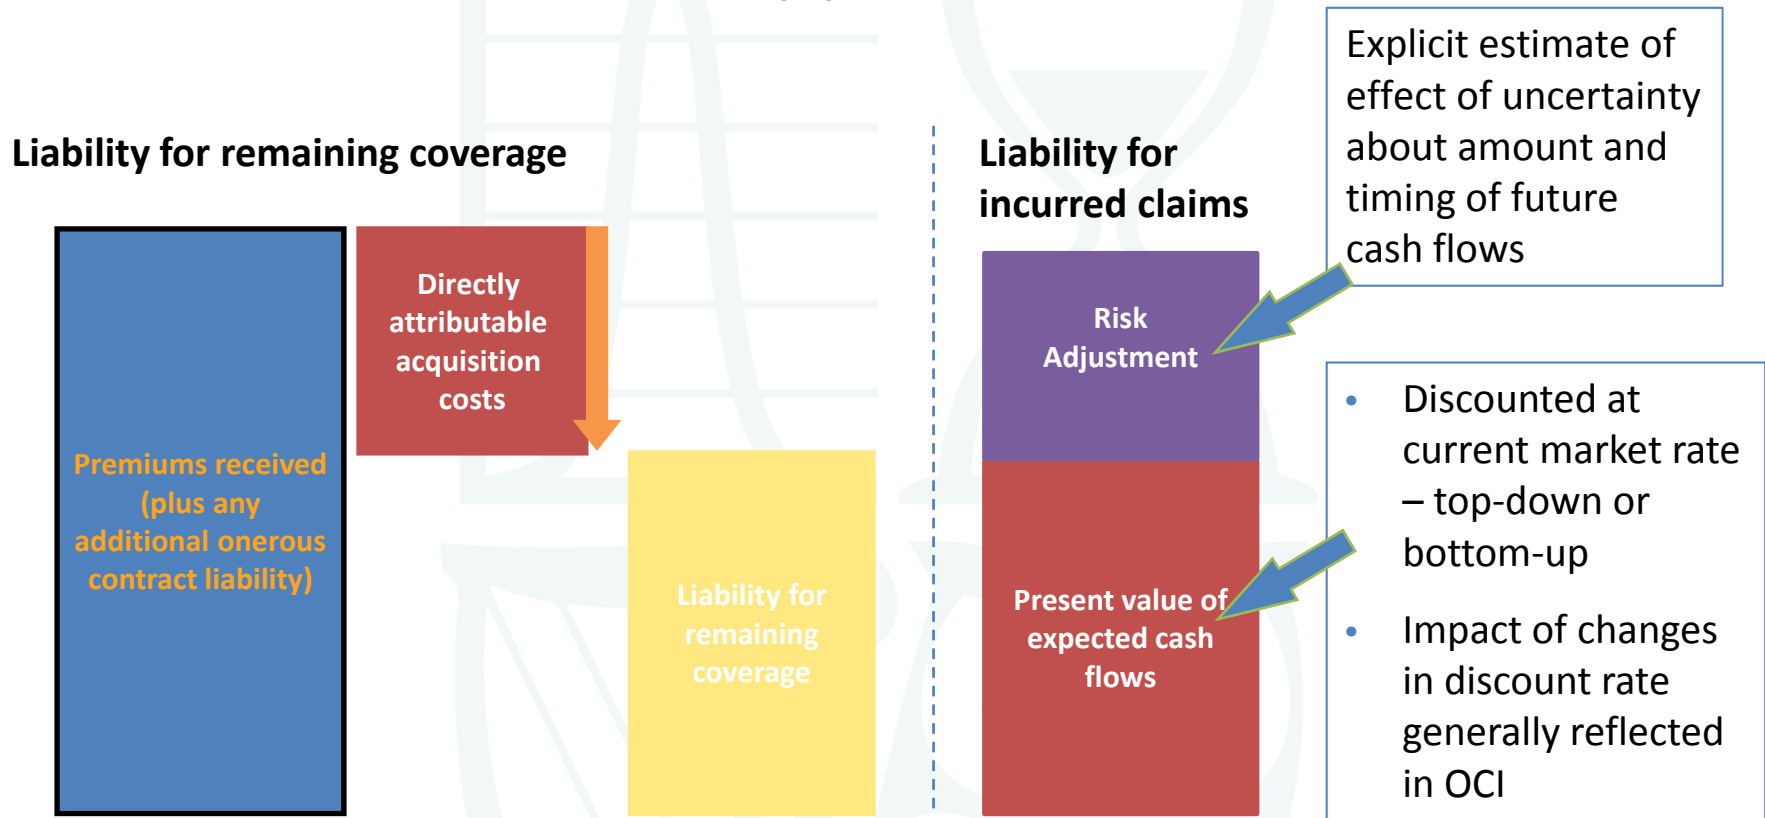 Liability for remaining coverage
Premiums received
(plus any
additional onerous
contract liability)
Directly
attributable
acquisition
costs
Liability for
remaining
coverage
Liability for
incurred claims
Risk
Adjustment
Present value of
expected cash
flows
Explicit estimate of
effect of uncertainty
about amount and
timing of future
cash flows
• Discounted at
current market rate
– top-down or
bottom-up
• Impact of changes
in discount rate
generally reflected
in OCI